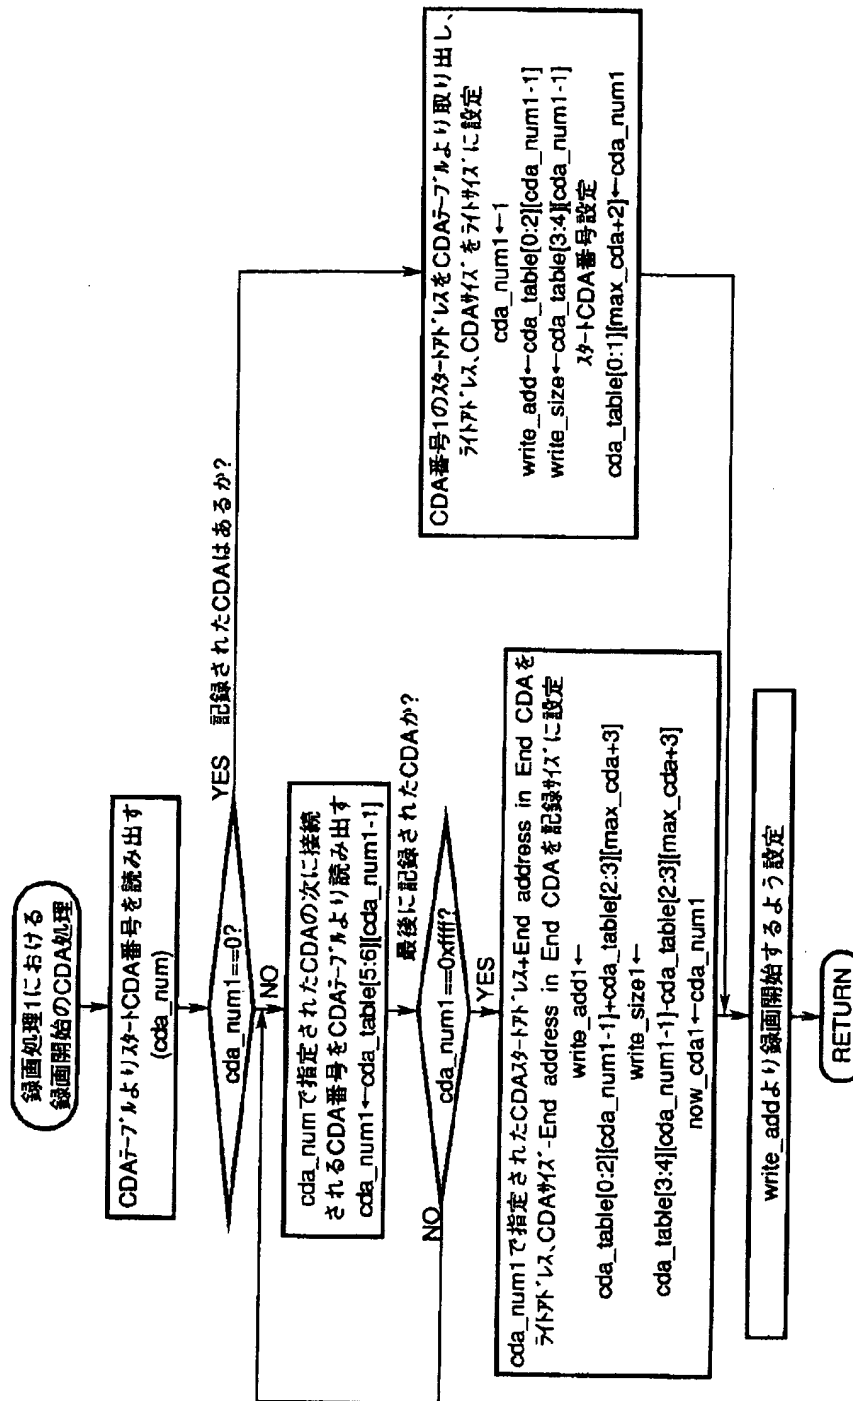 録画処理1における
録画開始のCDA処理
CDAテーブルよりスタートCDA番号を読み出す
(cda_num)
cda_num1==0?
YES
記録されたCDAはあるか?
NO
cda_numで指定されたCDAの次に接続
されるCDA番号をCDAテーブルより読み出す
cda_num1←cda_table[5:6][cda_num1-1]
最後に記録されたCDAか?
cda_num1==0xffff?
NO
YES
cda_num1で指定されたCDAスタートアドレス+End address in End CDAを
ライトアドレス、CDAサイズ-End address in End CDAを記録サイズに設定
write_add1←
cda_table[0:2][cda_num1-1]+cda_table[2:3][max_cda+3]
write_size1←
cda_table[3:4][cda_num1-1]-cda_table[2:3][max_cda+3]
now_cda1←cda_num1
CDA番号1のスタートアドレスをCDAテーブルより取り出し、
ライトアドレス、CDAサイズをライトサイズに設定
cda_num1←1
write_add←cda_table[0:2][cda_num1-1]
write_size←cda_table[3:4][cda_num1-1]
スタートCDA番号設定
cda_table[0:1][max_cda+2]←cda_num1
write_addより録画開始するよう設定
RETURN